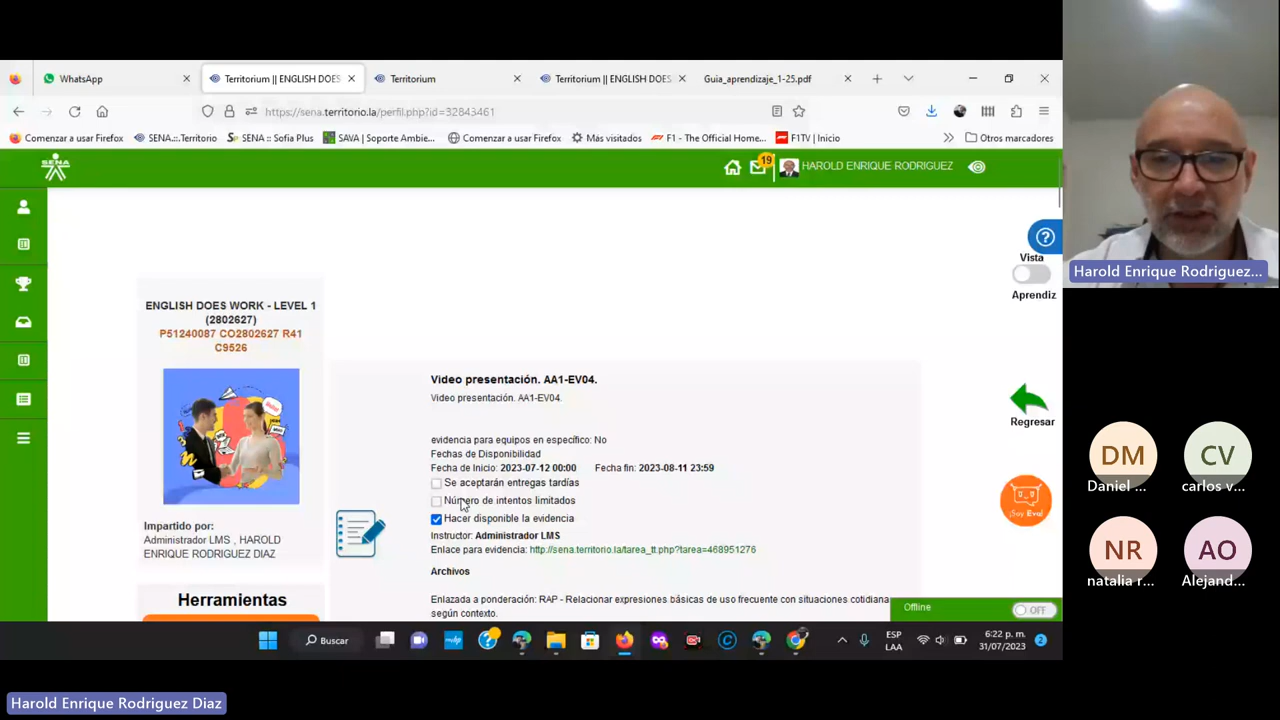 WhatsApp
Territorium || ENGLISH DOES
Territorium
Territorium || ENGLISH DOES
Guia_aprendizaje_1-25.pdf
https://sena.territorio.la/perfil.php?id=32843461
Comenzar a usar Firefox
SENA.::.Territorio
SENA :: Sofia Plus
SAVA | Soporte Ambie...
Comenzar a usar Firefox
Más visitados
F1 - The Official Home...
F1TV | Inicio
Otros marcadores
SENA
19
HAROLD ENRIQUE RODRIGUEZ
Vista
Aprendiz
Regresar
¡Soy Eva!
ENGLISH DOES WORK - LEVEL 1
(2802627)
P51240087 CO2802627 R41
C9526
Impartido por:
Administrador LMS , HAROLD
ENRIQUE RODRIGUEZ DIAZ
Herramientas
Video presentación. AA1-EV04.
Video presentación. AA1-EV04.
evidencia para equipos en específico: No
Fechas de Disponibilidad
Fecha de Inicio: 2023-07-12 00:00 Fecha fin: 2023-08-11 23:59
Se aceptarán entregas tardías
Número de intentos limitados
Hacer disponible la evidencia
Instructor: Administrador LMS
Enlace para evidencia: http://sena.territorio.la/tarea_tt.php?tarea=468951276
Archivos
Enlazada a ponderación: RAP - Relacionar expresiones básicas de uso frecuente con situaciones cotidiana
según contexto.
Offline
OFF
Buscar
ESP
LAA
6:22 p. m.
31/07/2023
2
Harold Enrique Rodriguez...
DM
Daniel ...
CV
carlos v...
NR
natalia r...
AO
Alejand...
Harold Enrique Rodriguez Diaz